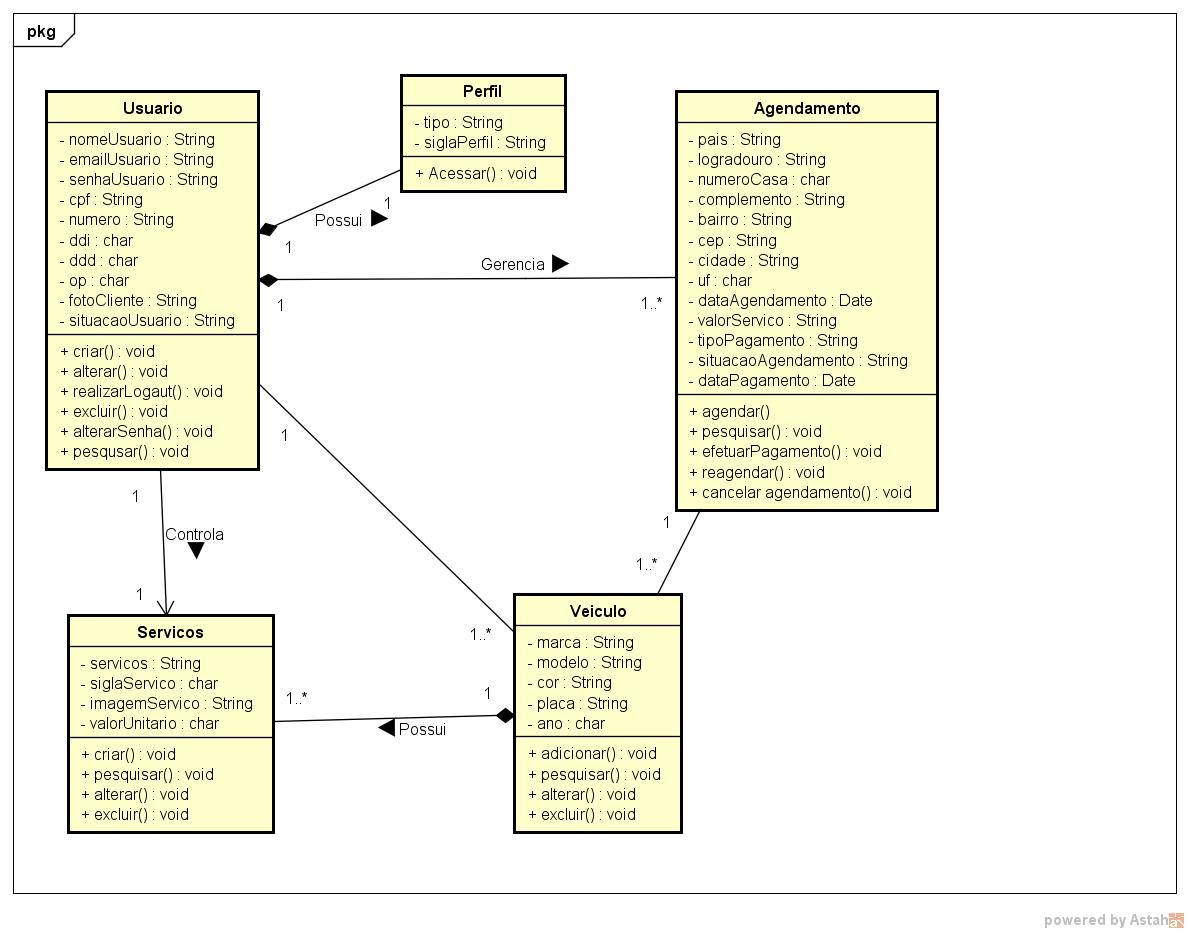 pkg
Usuario
- nomeUsuario : String
- emailUsuario : String
- senhaUsuario : String
- cpf : String
- numero : String
- ddi : char
- ddd : char
- op : char
- fotoCliente : String
- situacaoUsuario : String
+ criar() : void
+ alterar() : void
+ realizarLogaut() : void
+ excluir() : void
+ alterarSenha() : void
+ pesqusar() : void
Perfil
- tipo : String
- siglaPerfil : String
+ Acessar() : void
1
Possui
1
Gerencia
1
1..*
Agendamento
- pais : String
- logradouro : String
- numeroCasa : char
- complemento : String
- bairro : String
- cep : String
- cidade : String
- uf : char
- dataAgendamento : Date
- valorServico : String
- tipoPagamento : String
- situacaoAgendamento : String
- dataPagamento : Date
+ agendar()
+ pesquisar() : void
+ efetuarPagamento() : void
+ reagendar() : void
+ cancelar agendamento() : void
1
1
Controla
1
1
1..*
1..*
Servicos
- servicos : String
- siglaServico : char
- imagemServico : String
- valorUnitario : char
+ criar() : void
+ pesquisar() : void
+ alterar() : void
+ excluir() : void
1..*
1
Possui
Veiculo
- marca : String
- modelo : String
- cor : String
- placa : String
- ano : char
+ adicionar() : void
+ pesquisar() : void
+ alterar() : void
+ excluir() : void
powered by Astah